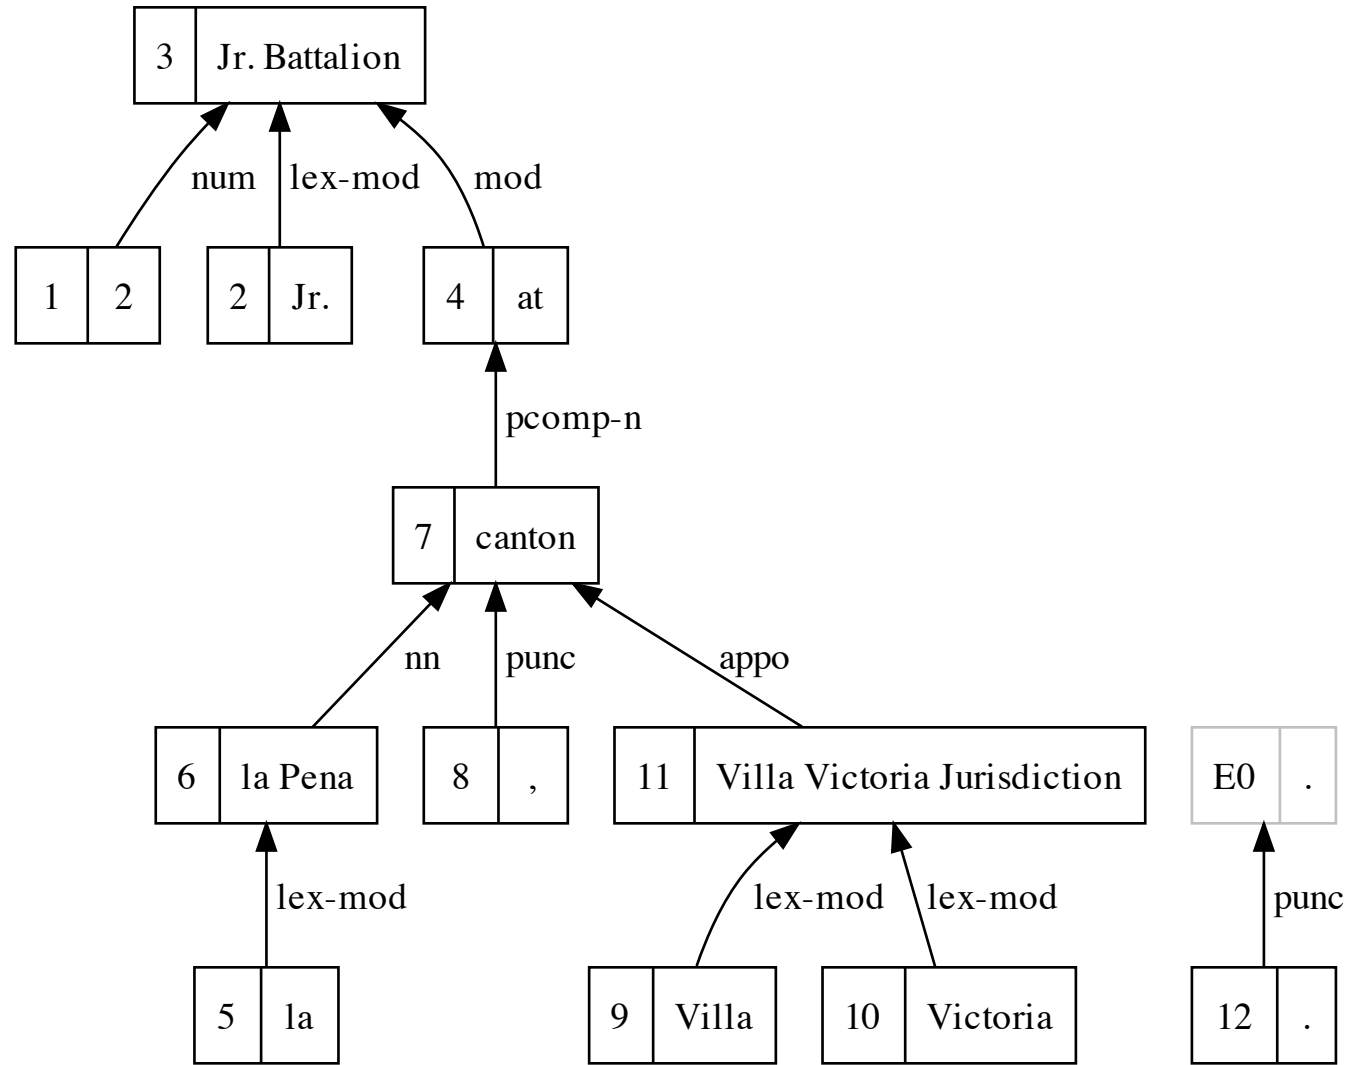 3 Jr. Battalion
num lex-mod mod
1 2 2 Jr. 4 at
pcomp-n
7 canton
nn punc appo
6 la Pena 8 , 11 Villa Victoria Jurisdiction E0 .
lex-mod lex-mod lex-mod punc
5 la 9 Villa 10 Victoria 12 .